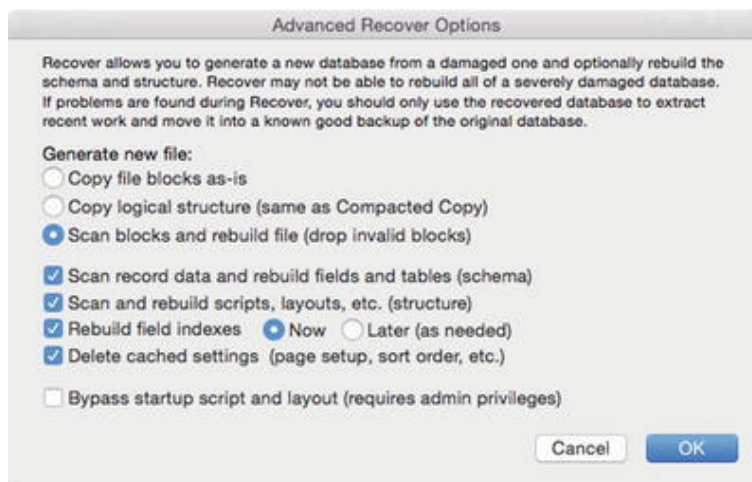 Advanced Recover Options
Recover allows you to generate a new database from a damaged one and optionally rebuild the
schema and structure. Recover may not be able to rebuild all of a severely damaged database.
If problems are found during Recover, you should only use the recovered database to extract
recent work and move it into a known good backup of the original database.
Generate new file:
Copy file blocks as-is
Copy logical structure (same as Compacted Copy)
Scan blocks and rebuild file (drop invalid blocks)
Scan record data and rebuild fields and tables (schema)
Scan and rebuild scripts, layouts, etc. (structure)
Rebuild field indexes Now Later (as needed)
Delete cached settings (page setup, sort order, etc.)
Bypass startup script and layout (requires admin privileges)
Cancel OK